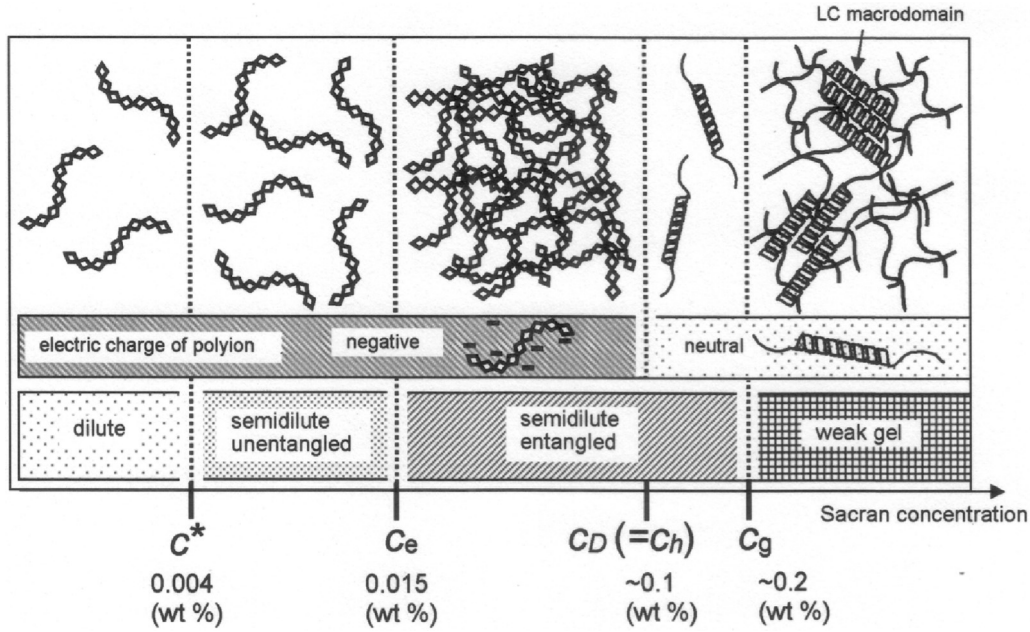 LC macrodomain
electric charge of polyion
negative
neutral
dilute
semidilute
unentangled
semidilute
entangled
weak gel
Sacran concentration
C*
Ce
CD (=Ch)
Cg
0.004
(wt %)
0.015
(wt %)
~0.1
(wt %)
~0.2
(wt %)